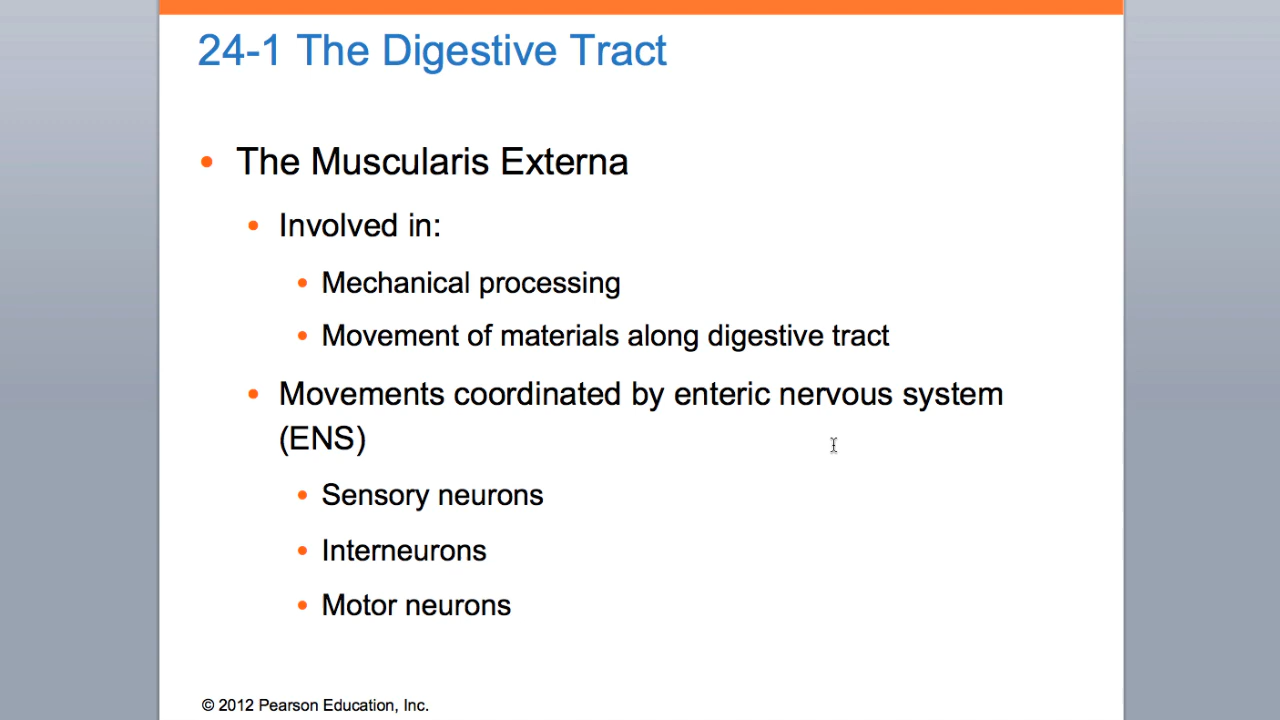 24-1 The Digestive Tract
• The Muscularis Externa
• Involved in:
• Mechanical processing
• Movement of materials along digestive tract
• Movements coordinated by enteric nervous system
(ENS)
• Sensory neurons
• Interneurons
• Motor neurons
© 2012 Pearson Education, Inc.